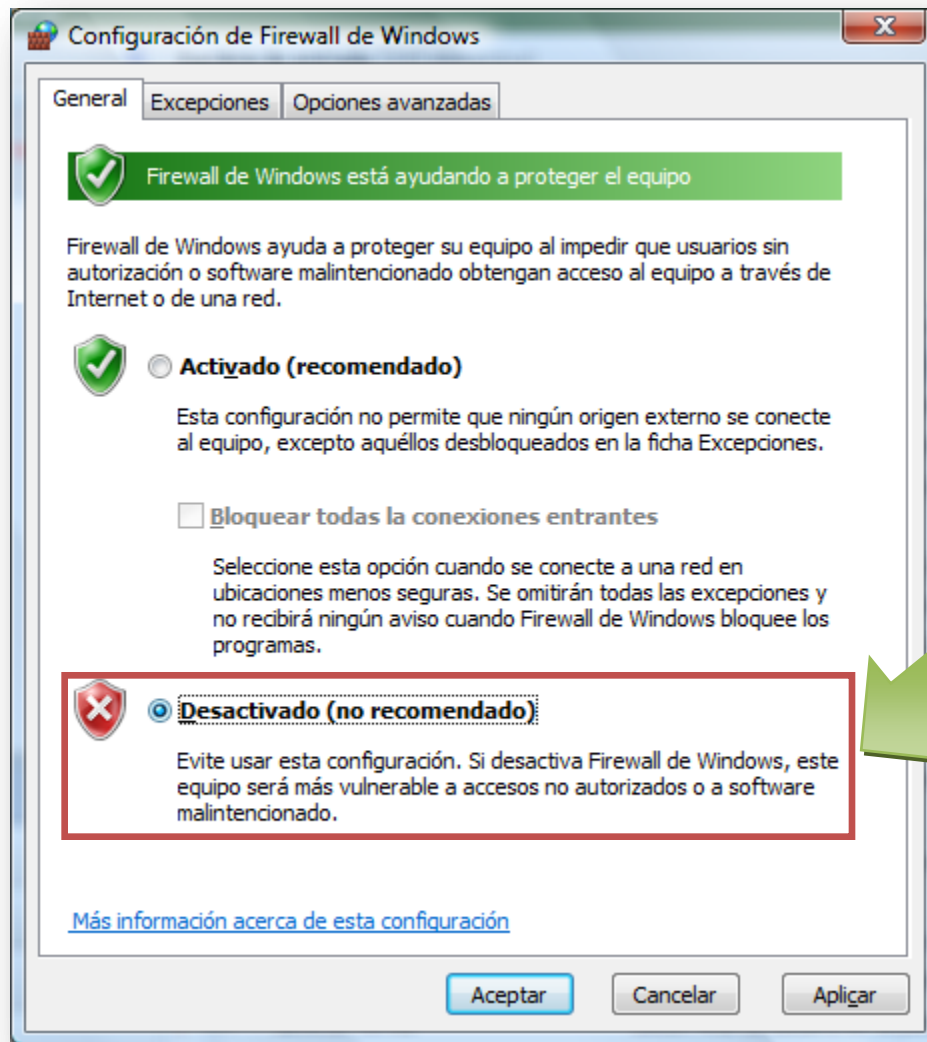 Configuración de Firewall de Windows
General
Excepciones
Opciones avanzadas
Firewall de Windows está ayudando a proteger el equipo
Firewall de Windows ayuda a proteger su equipo al impedir que usuarios sin
autorización o software malintencionado obtengan acceso al equipo a través de
Internet o de una red.
Activado (recomendado)
Esta configuración no permite que ningún origen externo se conecte
al equipo, excepto aquéllos desbloqueados en la ficha Excepciones.
Bloquear todas la conexiones entrantes
Seleccione esta opción cuando se conecte a una red en
ubicaciones menos seguras. Se omitirán todas las excepciones y
no recibirá ningún aviso cuando Firewall de Windows bloquee los
programas.
Desactivado (no recomendado)
Evite usar esta configuración. Si desactiva Firewall de Windows, este
equipo será más vulnerable a accesos no autorizados o a software
malintencionado.
Más información acerca de esta configuración
Aceptar
Cancelar
Aplicar